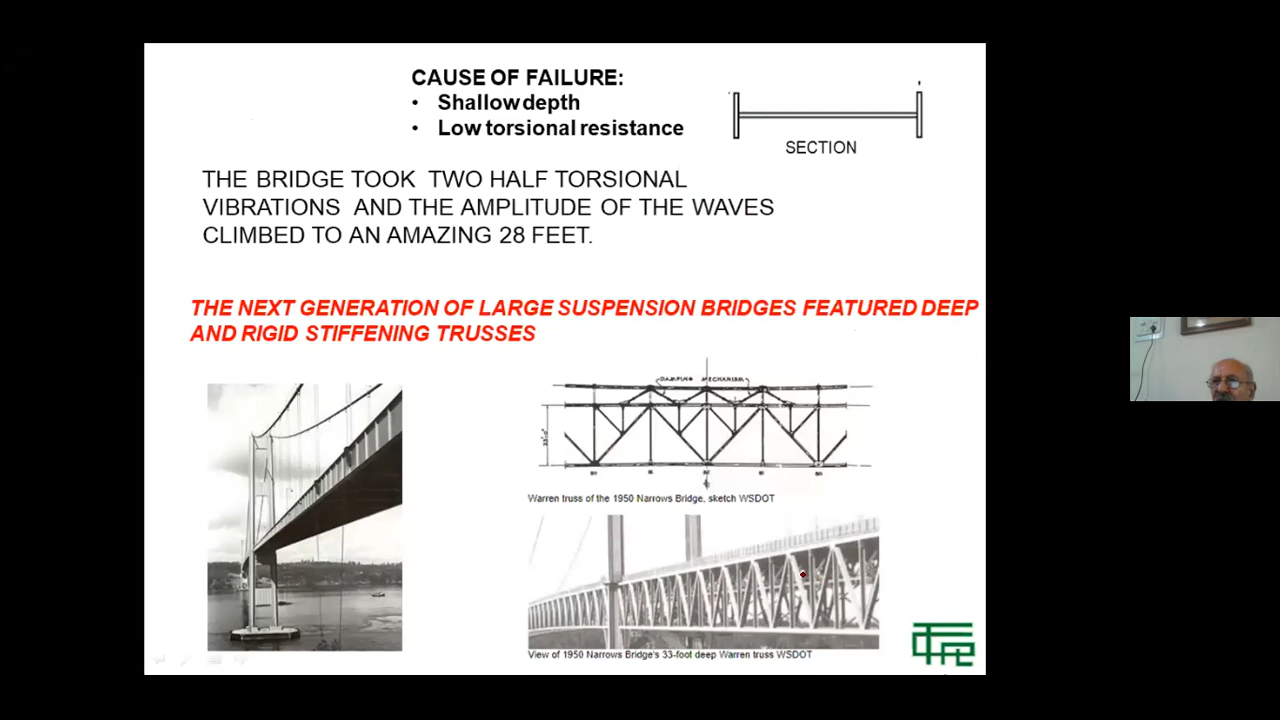 CAUSE OF FAILURE:
• Shallow depth
• Low torsional resistance
SECTION
THE BRIDGE TOOK TWO HALF TORSIONAL
VIBRATIONS AND THE AMPLITUDE OF THE WAVES
CLIMBED TO AN AMAZING 28 FEET.
THE NEXT GENERATION OF LARGE SUSPENSION BRIDGES FEATURED DEEP
AND RIGID STIFFENING TRUSSES
DAMPING MECHANISM
Warren truss of the 1950 Narrows Bridge, sketch WSDOT
View of 1950 Narrows Bridge's 33-foot deep Warren truss WSDOT